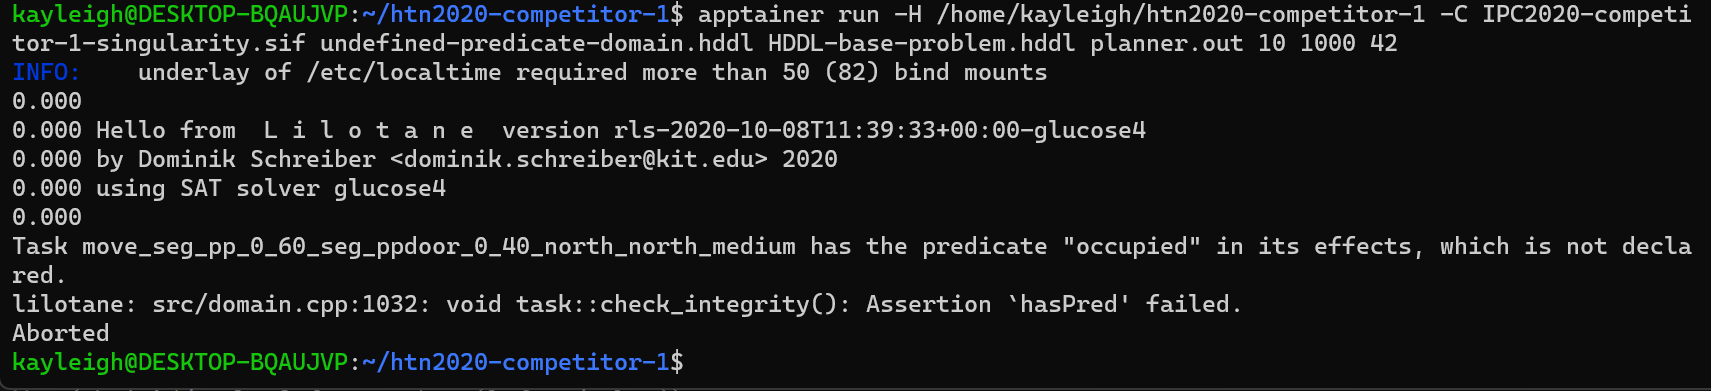 kayleigh@DESKTOP-BQAUJVP:~/htn2020-competitor-1$ apptainer run -H /home/kayleigh/htn2020-competitor-1 -C IPC2020-competi
tor-1-singularity.sif undefined-predicate-domain.hddl HDDL-base-problem.hddl planner.out 10 1000 42
INFO:    underlay of /etc/localtime required more than 50 (82) bind mounts
0.000
0.000 Hello from  L i l o t a n e  version rls-2020-10-08T11:39:33+00:00-glucose4
0.000 by Dominik Schreiber <dominik.schreiber@kit.edu> 2020
0.000 using SAT solver glucose4
0.000
Task move_seg_pp_0_60_seg_ppdoor_0_40_north_north_medium has the predicate "occupied" in its effects, which is not decla
red.
lilotane: src/domain.cpp:1032: void task::check_integrity(): Assertion `hasPred' failed.
Aborted
kayleigh@DESKTOP-BQAUJVP:~/htn2020-competitor-1$